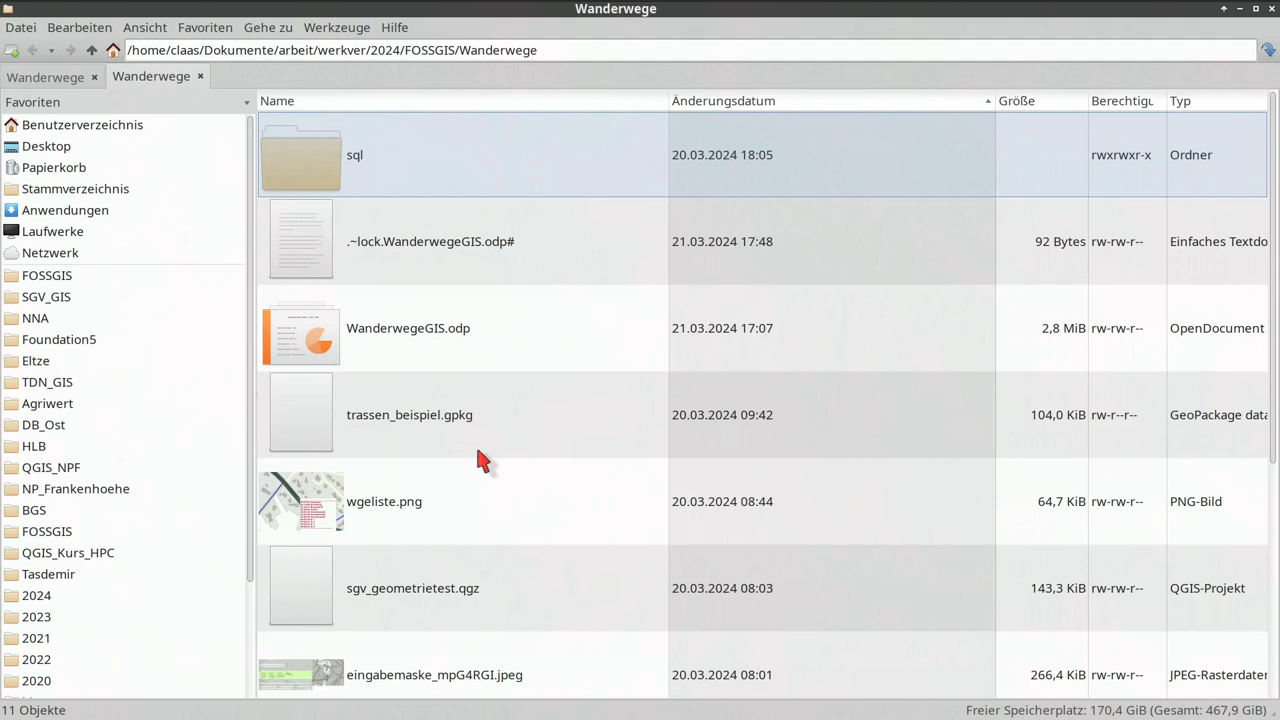 Wanderwege
Datei Bearbeiten Ansicht Favoriten Gehe zu Werkzeuge Hilfe
/home/claas/Dokumente/arbeit/werkver/2024/FOSSGIS/Wanderwege
Wanderwege Wanderwege
Favoriten
Name Änderungsdatum Größe Berechtigu Typ
Benutzerverzeichnis
Desktop
Papierkorb
Stammverzeichnis
Anwendungen
Laufwerke
Netzwerk
FOSSGIS
SGV_GIS
NNA
Foundation5
Eltze
TDN_GIS
Agriwert
DB_Ost
HLB
QGIS_NPF
NP_Frankenhoehe
BGS
FOSSGIS
QGIS_Kurs_HPC
Tasdemir
2024
2023
2021
2022
2020
sql 20.03.2024 18:05 rwxrwxr-x Ordner
.~lock.WanderwegeGIS.odp# 21.03.2024 17:48 92 Bytes rw-rw-r-- Einfaches Textdo
WanderwegeGIS.odp 21.03.2024 17:07 2,8 MiB rw-rw-r-- OpenDocument
trassen_beispiel.gpkg 20.03.2024 09:42 104,0 KiB rw-r--r-- GeoPackage data
wgeliste.png 20.03.2024 08:44 64,7 KiB rw-rw-r-- PNG-Bild
sgv_geometrietest.qgz 20.03.2024 08:03 143,3 KiB rw-rw-r-- QGIS-Projekt
eingabemaske_mpG4RGI.jpeg 20.03.2024 08:01 266,4 KiB rw-rw-r-- JPEG-Rasterdater
11 Objekte Freier Speicherplatz: 170,4 GiB (Gesamt: 467,9 GiB)